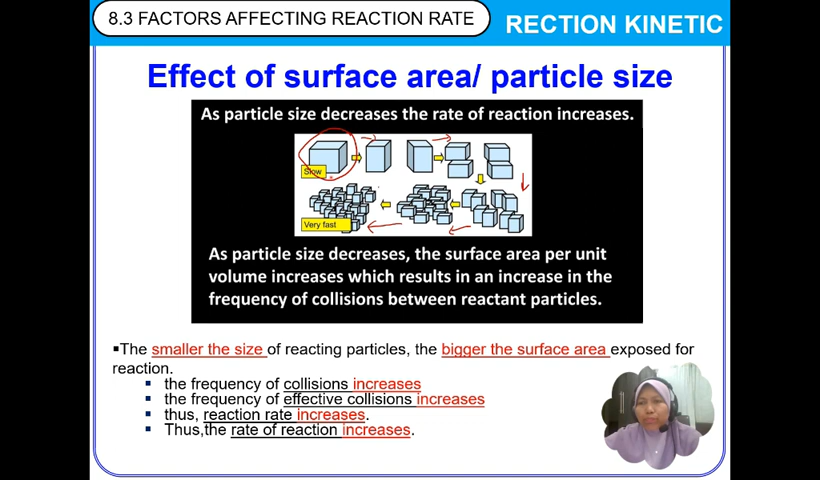 8.3 FACTORS AFFECTING REACTION RATE
RECTION KINETIC
Effect of surface area/ particle size
As particle size decreases the rate of reaction increases.
Slow
Very fast
As particle size decreases, the surface area per unit
volume increases which results in an increase in the
frequency of collisions between reactant particles.
▪The smaller the size of reacting particles, the bigger the surface area exposed for
reaction.
▪ the frequency of collisions increases
▪ the frequency of effective collisions increases
▪ thus, reaction rate increases.
▪ Thus,the rate of reaction increases.